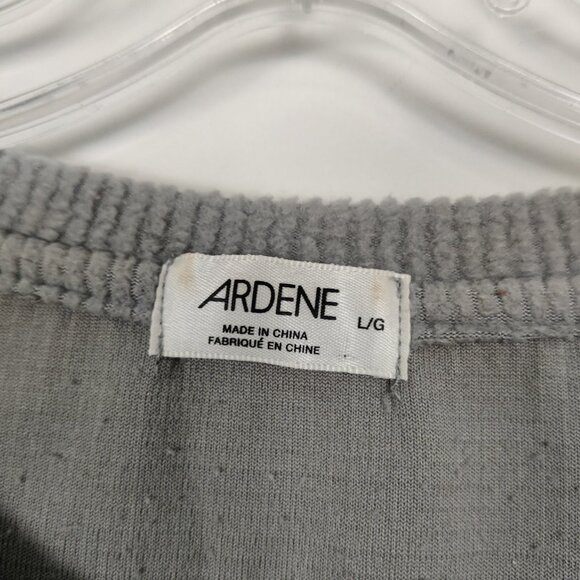 ARDENE
L/G
MADE IN CHINA
FABRIQUÉ EN CHINE